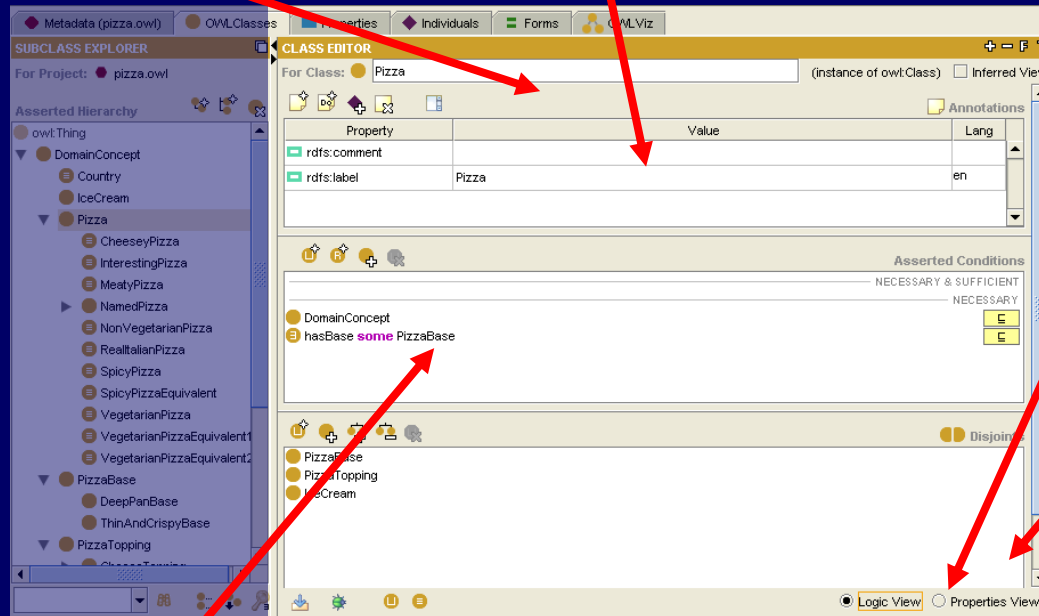 Metadata (pizza.owl) OWLClasses Properties Individuals Forms OWLViz
SUBCLASS EXPLORER
For Project: pizza.owl
Asserted Hierarchy
owl:Thing
DomainConcept
Country
IceCream
Pizza
CheeseyPizza
InterestingPizza
MeatyPizza
NamedPizza
NonVegetarianPizza
RealItalianPizza
SpicyPizza
SpicyPizzaEquivalent
VegetarianPizza
VegetarianPizzaEquivalent1
VegetarianPizzaEquivalent2
PizzaBase
DeepPanBase
ThinAndCrispyBase
PizzaTopping
CLASS EDITOR
For Class: Pizza (instance of owl:Class) Inferred View
Annotations
Property Value Lang
rdfs:comment
rdfs:label Pizza en
Asserted Conditions
NECESSARY & SUFFICIENT
NECESSARY
DomainConcept
hasBase some PizzaBase
Disjoints
PizzaBase
PizzaTopping
IceCream
Logic View Properties View